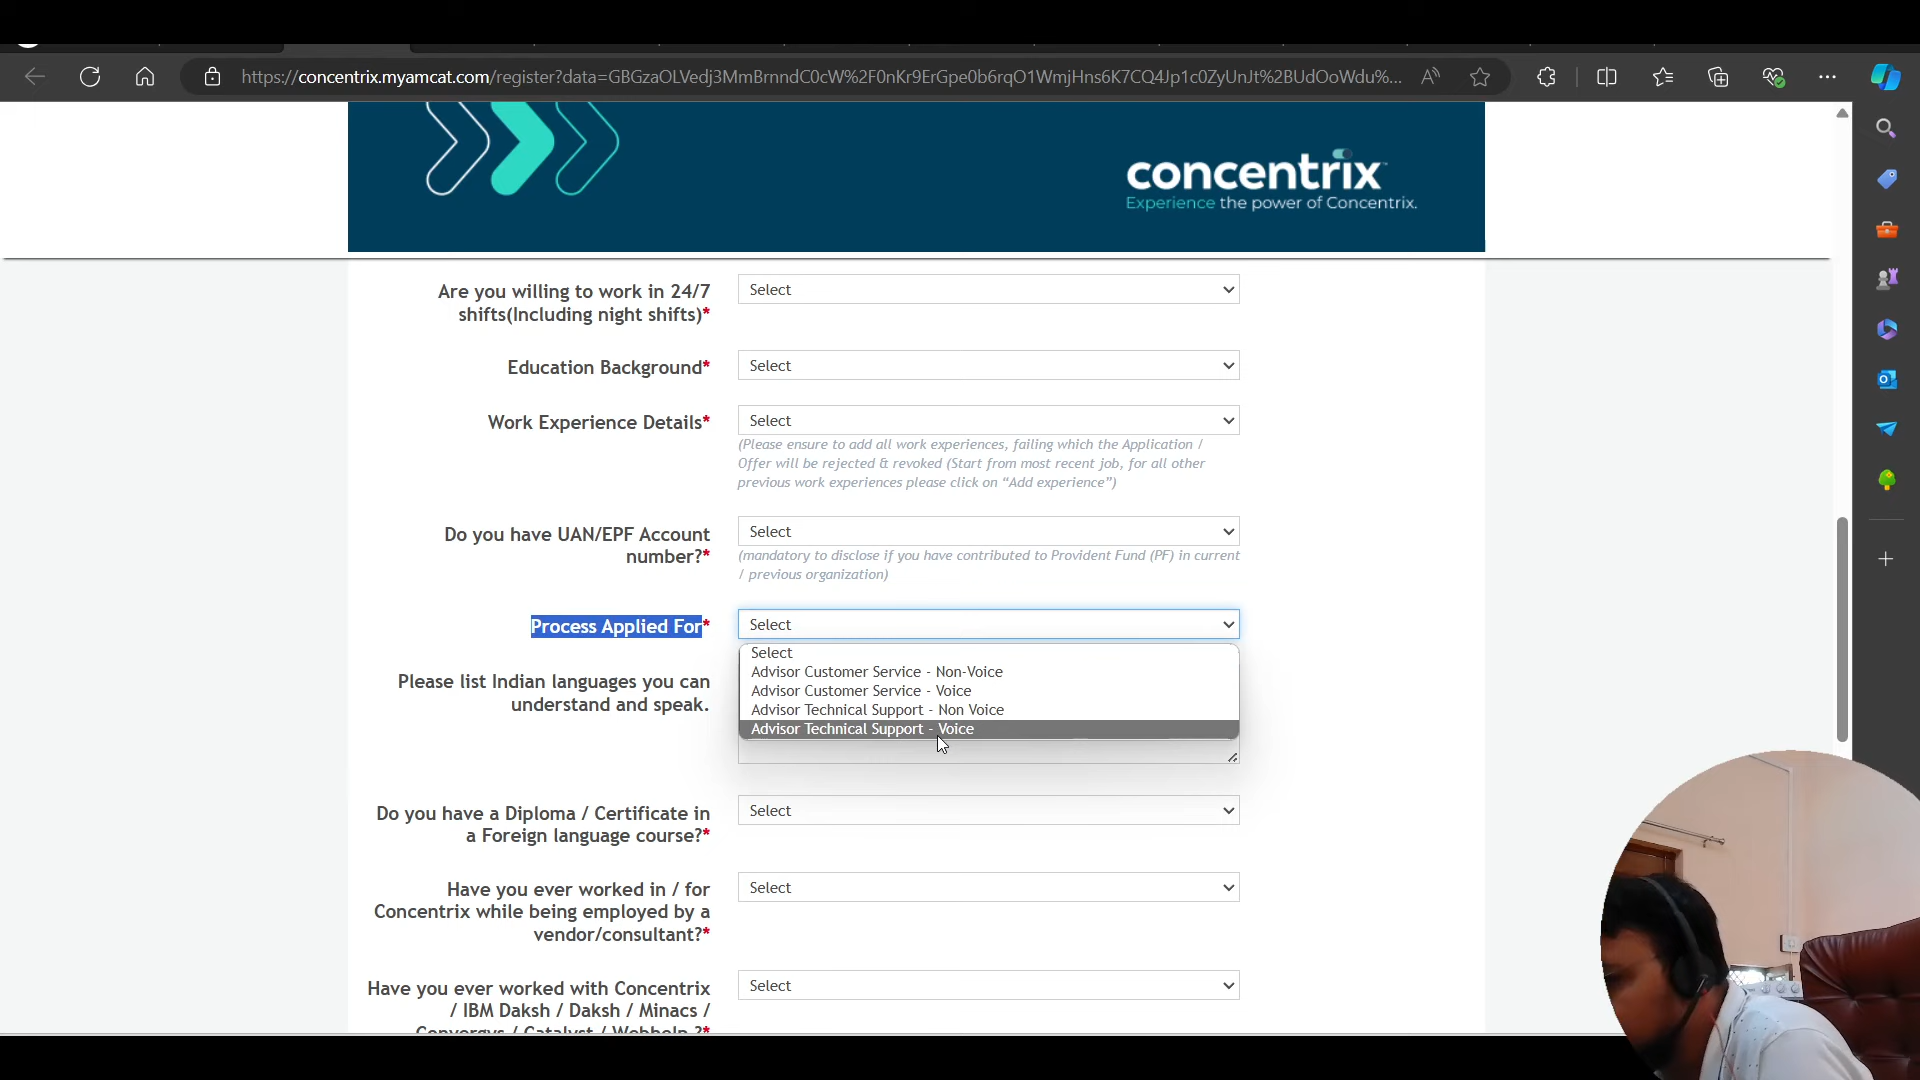 https://concentrix.myamcat.com/register?data=GBGzaOLVedj3MmBrnndC0cW%2F0nKr9ErGpe0b6rqO1WmjHns6K7CQ4Jp1c0ZyUnJt%2BUdOoWdu%...
concentrix
Experience the power of Concentrix.
Are you willing to work in 24/7
shifts(Including night shifts)*
Select
Education Background*
Select
Work Experience Details*
Select
(Please ensure to add all work experiences, failing which the Application /
Offer will be rejected & revoked (Start from most recent job, for all other
previous work experiences please click on “Add experience”)
Do you have UAN/EPF Account
number?*
Select
(mandatory to disclose if you have contributed to Provident Fund (PF) in current
/ previous organization)
Process Applied For*
Select
Select
Advisor Customer Service - Non-Voice
Advisor Customer Service - Voice
Advisor Technical Support - Non Voice
Advisor Technical Support - Voice
Please list Indian languages you can
understand and speak.
Do you have a Diploma / Certificate in
a Foreign language course?*
Select
Have you ever worked in / for
Concentrix while being employed by a
vendor/consultant?*
Select
Have you ever worked with Concentrix
/ IBM Daksh / Daksh / Minacs /
Convergys / Catalyst / Webhelp ?*
Select